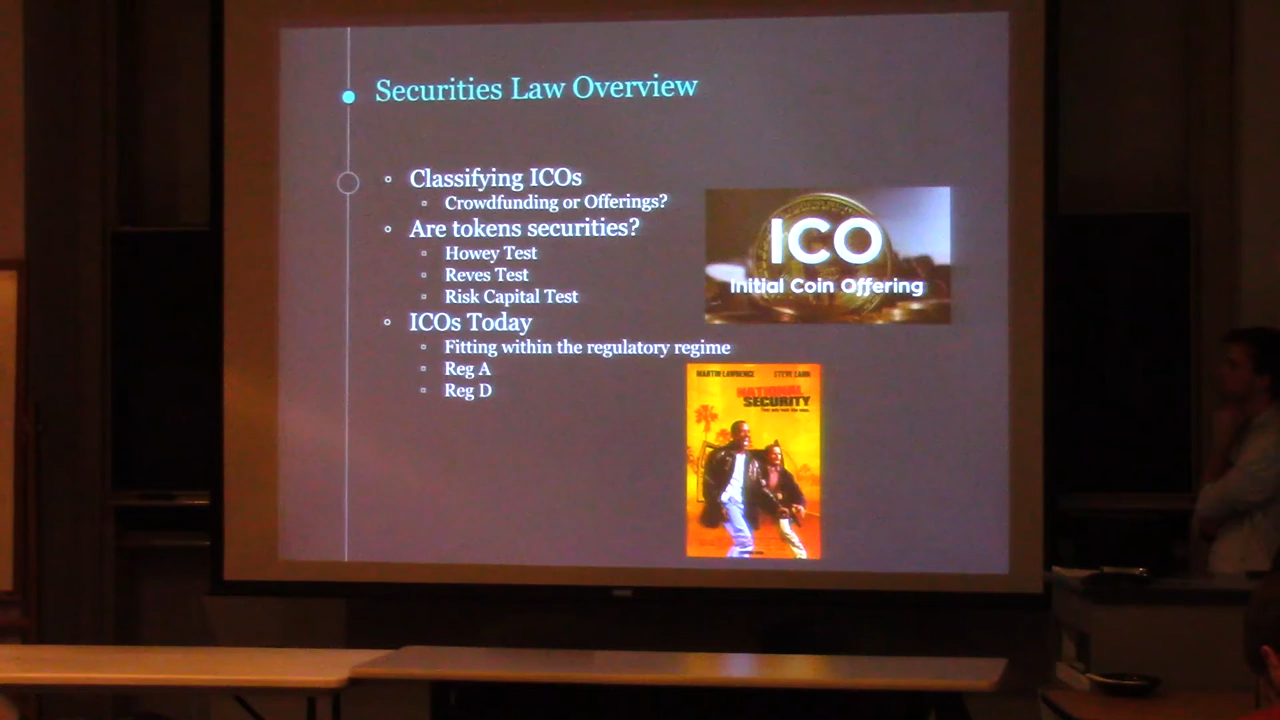 Securities Law Overview
Classifying ICOs
Crowdfunding or Offerings?
Are tokens securities?
Howey Test
Reves Test
Risk Capital Test
ICOs Today
Fitting within the regulatory regime
Reg A
Reg D
ICO
Initial Coin Offering
MARTIN LAWRENCE STEVE ZAHN
NATIONAL
SECURITY